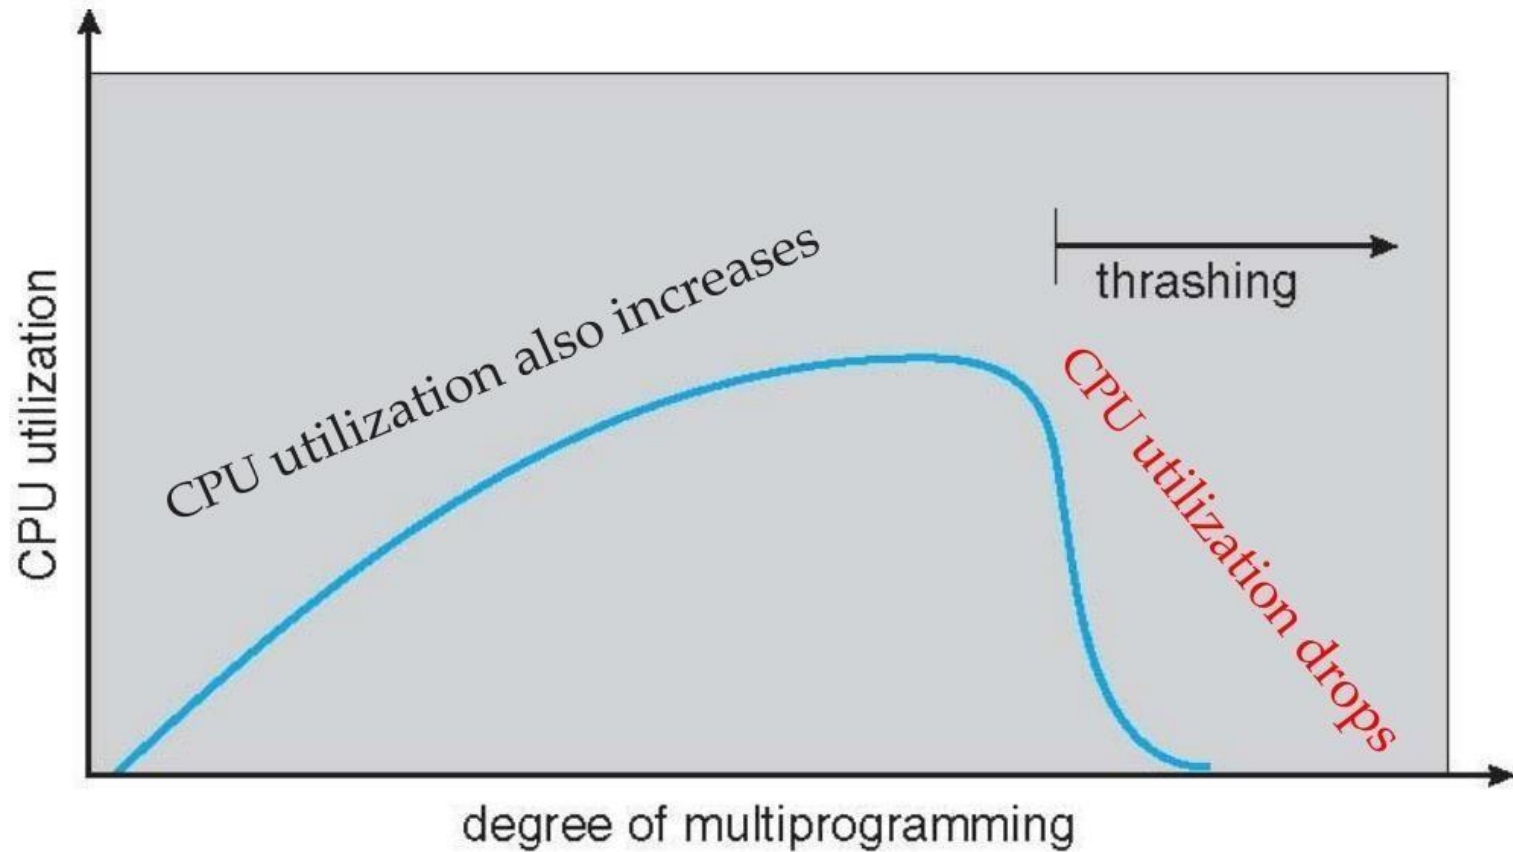 CPU utilization
CPU utilization also increases
thrashing
CPU utilization drops
degree of multiprogramming